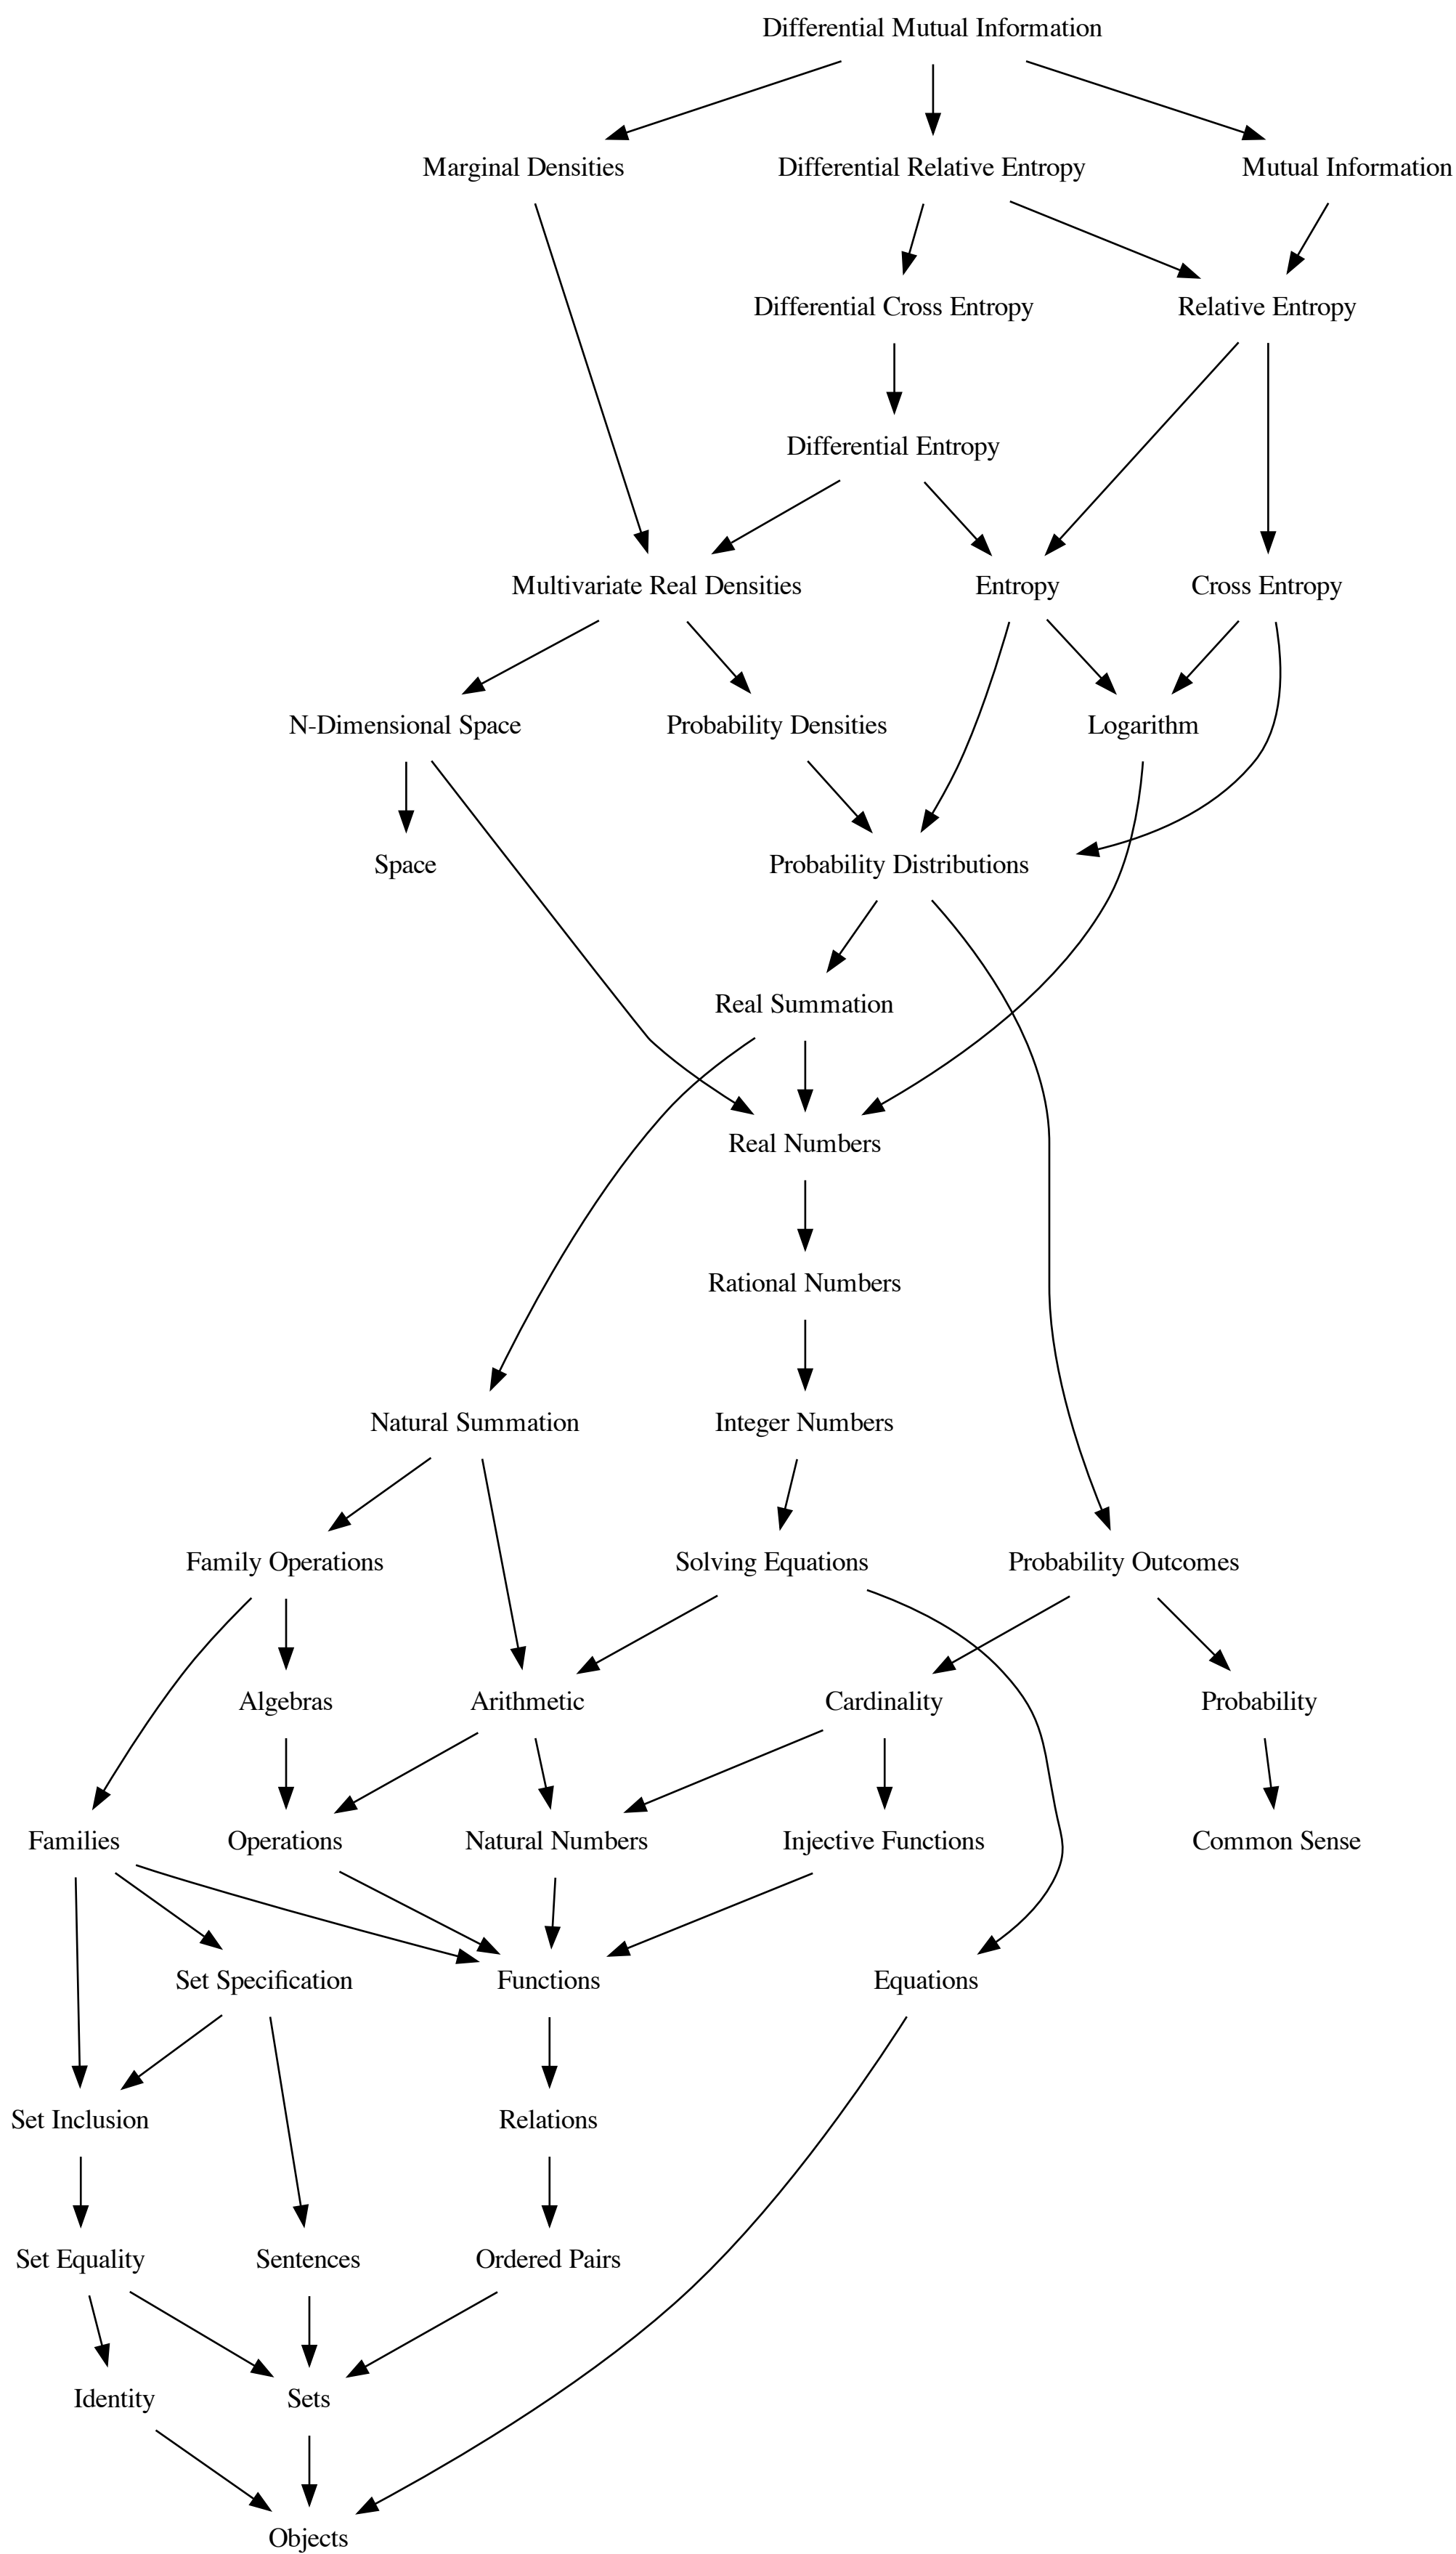 Differential Mutual Information
Marginal Densities
Differential Relative Entropy
Mutual Information
Differential Cross Entropy
Relative Entropy
Differential Entropy
Multivariate Real Densities
Entropy
Cross Entropy
N-Dimensional Space
Probability Densities
Logarithm
Space
Probability Distributions
Real Summation
Real Numbers
Rational Numbers
Natural Summation
Integer Numbers
Family Operations
Solving Equations
Probability Outcomes
Algebras
Arithmetic
Cardinality
Probability
Families
Operations
Natural Numbers
Injective Functions
Common Sense
Set Specification
Functions
Equations
Set Inclusion
Relations
Set Equality
Sentences
Ordered Pairs
Identity
Sets
Objects